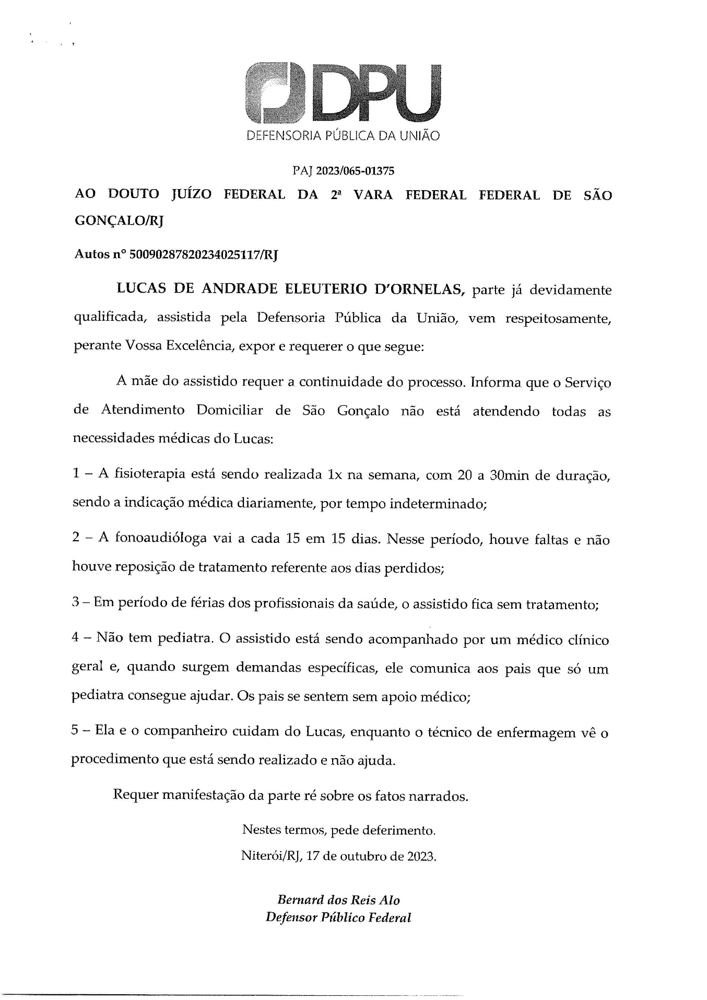 DPU
DEFENSORIA PÚBLICA DA UNIÃO
PAJ 2023/065-01375
AO DOUTO JUÍZO FEDERAL DA 2ª VARA FEDERAL FEDERAL DE SÃO
GONÇALO/RJ
Autos nº 50090287820234025117/RJ
LUCAS DE ANDRADE ELEUTERIO D'ORNELAS, parte já devidamente
qualificada, assistida pela Defensoria Pública da União, vem respeitosamente,
perante Vossa Excelência, expor e requerer o que segue:
A mãe do assistido requer a continuidade do processo. Informa que o Serviço
de Atendimento Domiciliar de São Gonçalo não está atendendo todas as
necessidades médicas do Lucas:
1 – A fisioterapia está sendo realizada 1x na semana, com 20 a 30min de duração,
sendo a indicação médica diariamente, por tempo indeterminado;
2 – A fonoaudióloga vai a cada 15 em 15 dias. Nesse período, houve faltas e não
houve reposição de tratamento referente aos dias perdidos;
3 – Em período de férias dos profissionais da saúde, o assistido fica sem tratamento;
4 – Não tem pediatra. O assistido está sendo acompanhado por um médico clínico
geral e, quando surgem demandas específicas, ele comunica aos pais que só um
pediatra consegue ajudar. Os pais se sentem sem apoio médico;
5 – Ela e o companheiro cuidam do Lucas, enquanto o técnico de enfermagem vê o
procedimento que está sendo realizado e não ajuda.
Requer manifestação da parte ré sobre os fatos narrados.
Nestes termos, pede deferimento.
Niterói/RJ, 17 de outubro de 2023.
Bernard dos Reis Alo
Defensor Público Federal